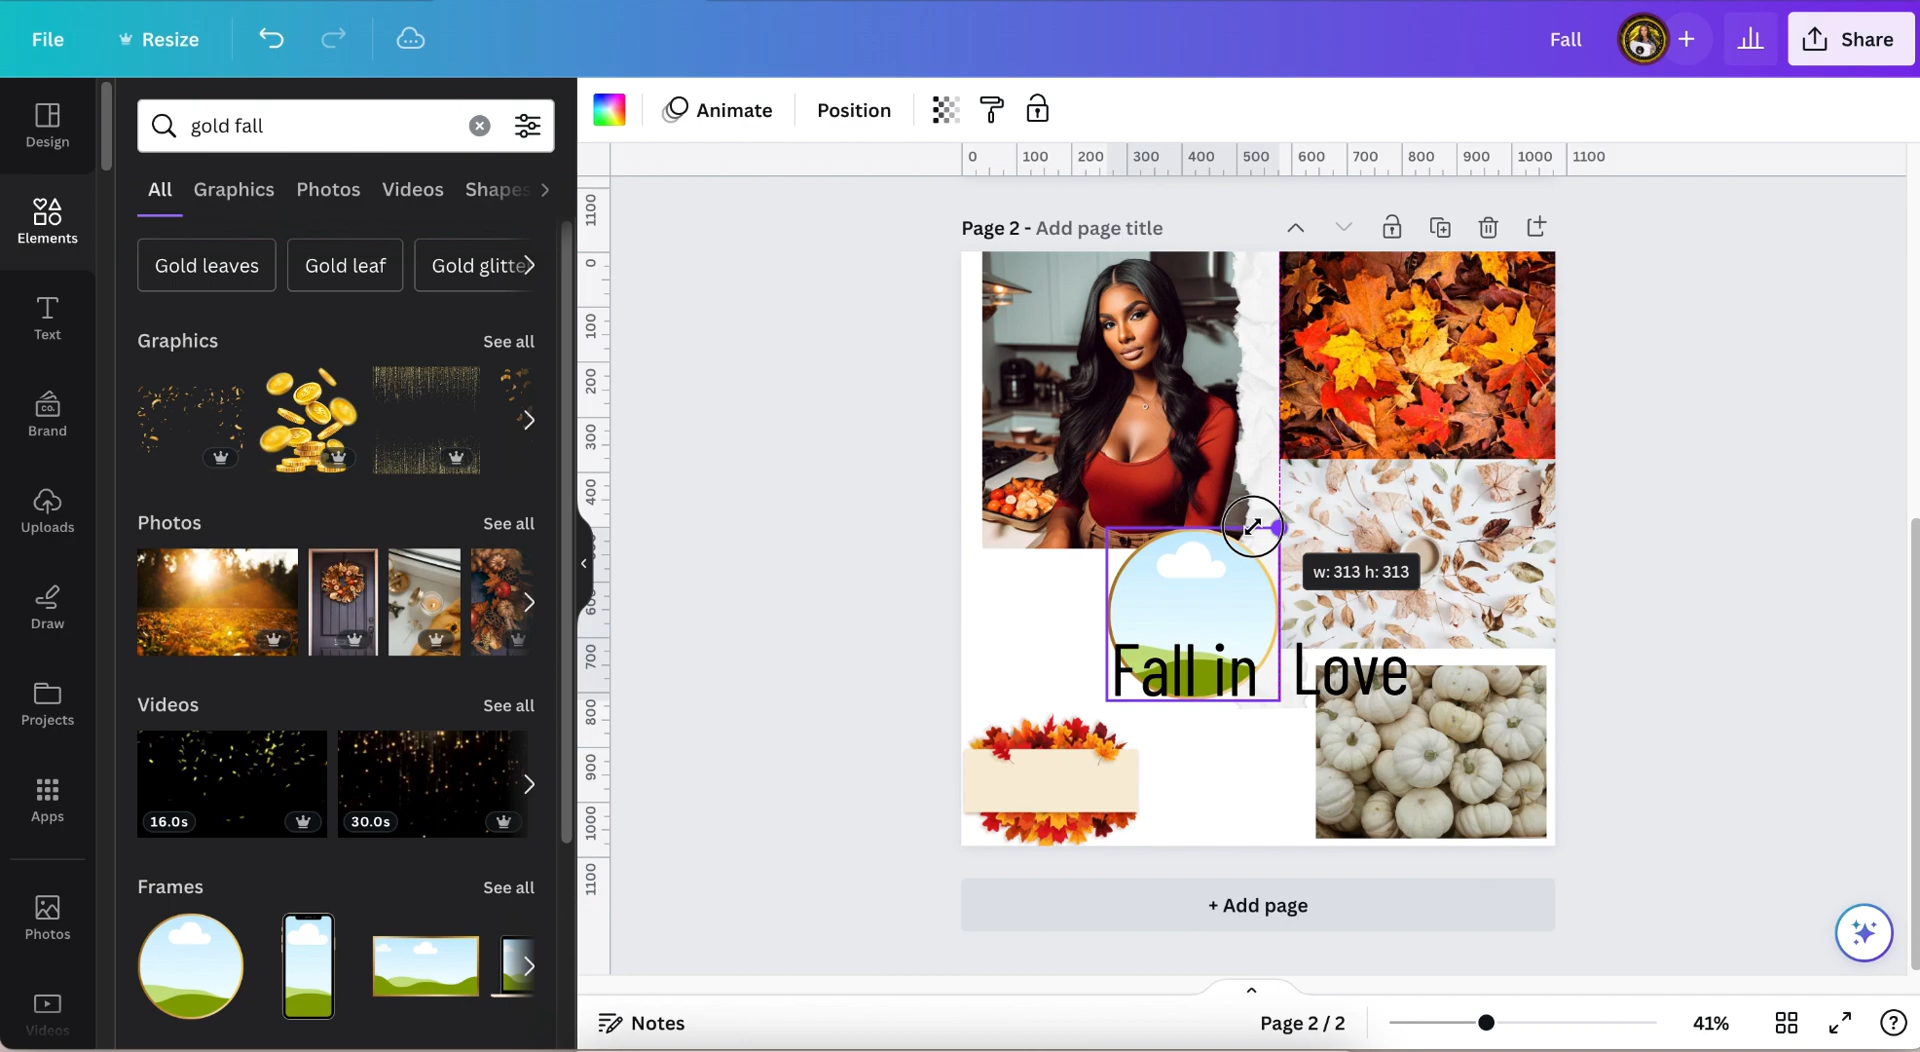 File
Resize
Fall
Share
Design
Elements
Text
Brand
CO.
Uploads
Draw
Projects
Apps
Photos
Videos
gold fall
All Graphics Photos Videos Shapes
Gold leaves Gold leaf Gold glitte
Graphics See all
Photos See all
Videos See all
16.0s 30.0s
Frames See all
Animate Position
0 100 200 300 400 500 600 700 800 900 1000 1100
1100 0 100 200 300 400 600 700 800 900 1000 1100
Page 2 - Add page title
w: 313 h: 313
Fall in Love
+ Add page
Notes
Page 2 / 2
41%